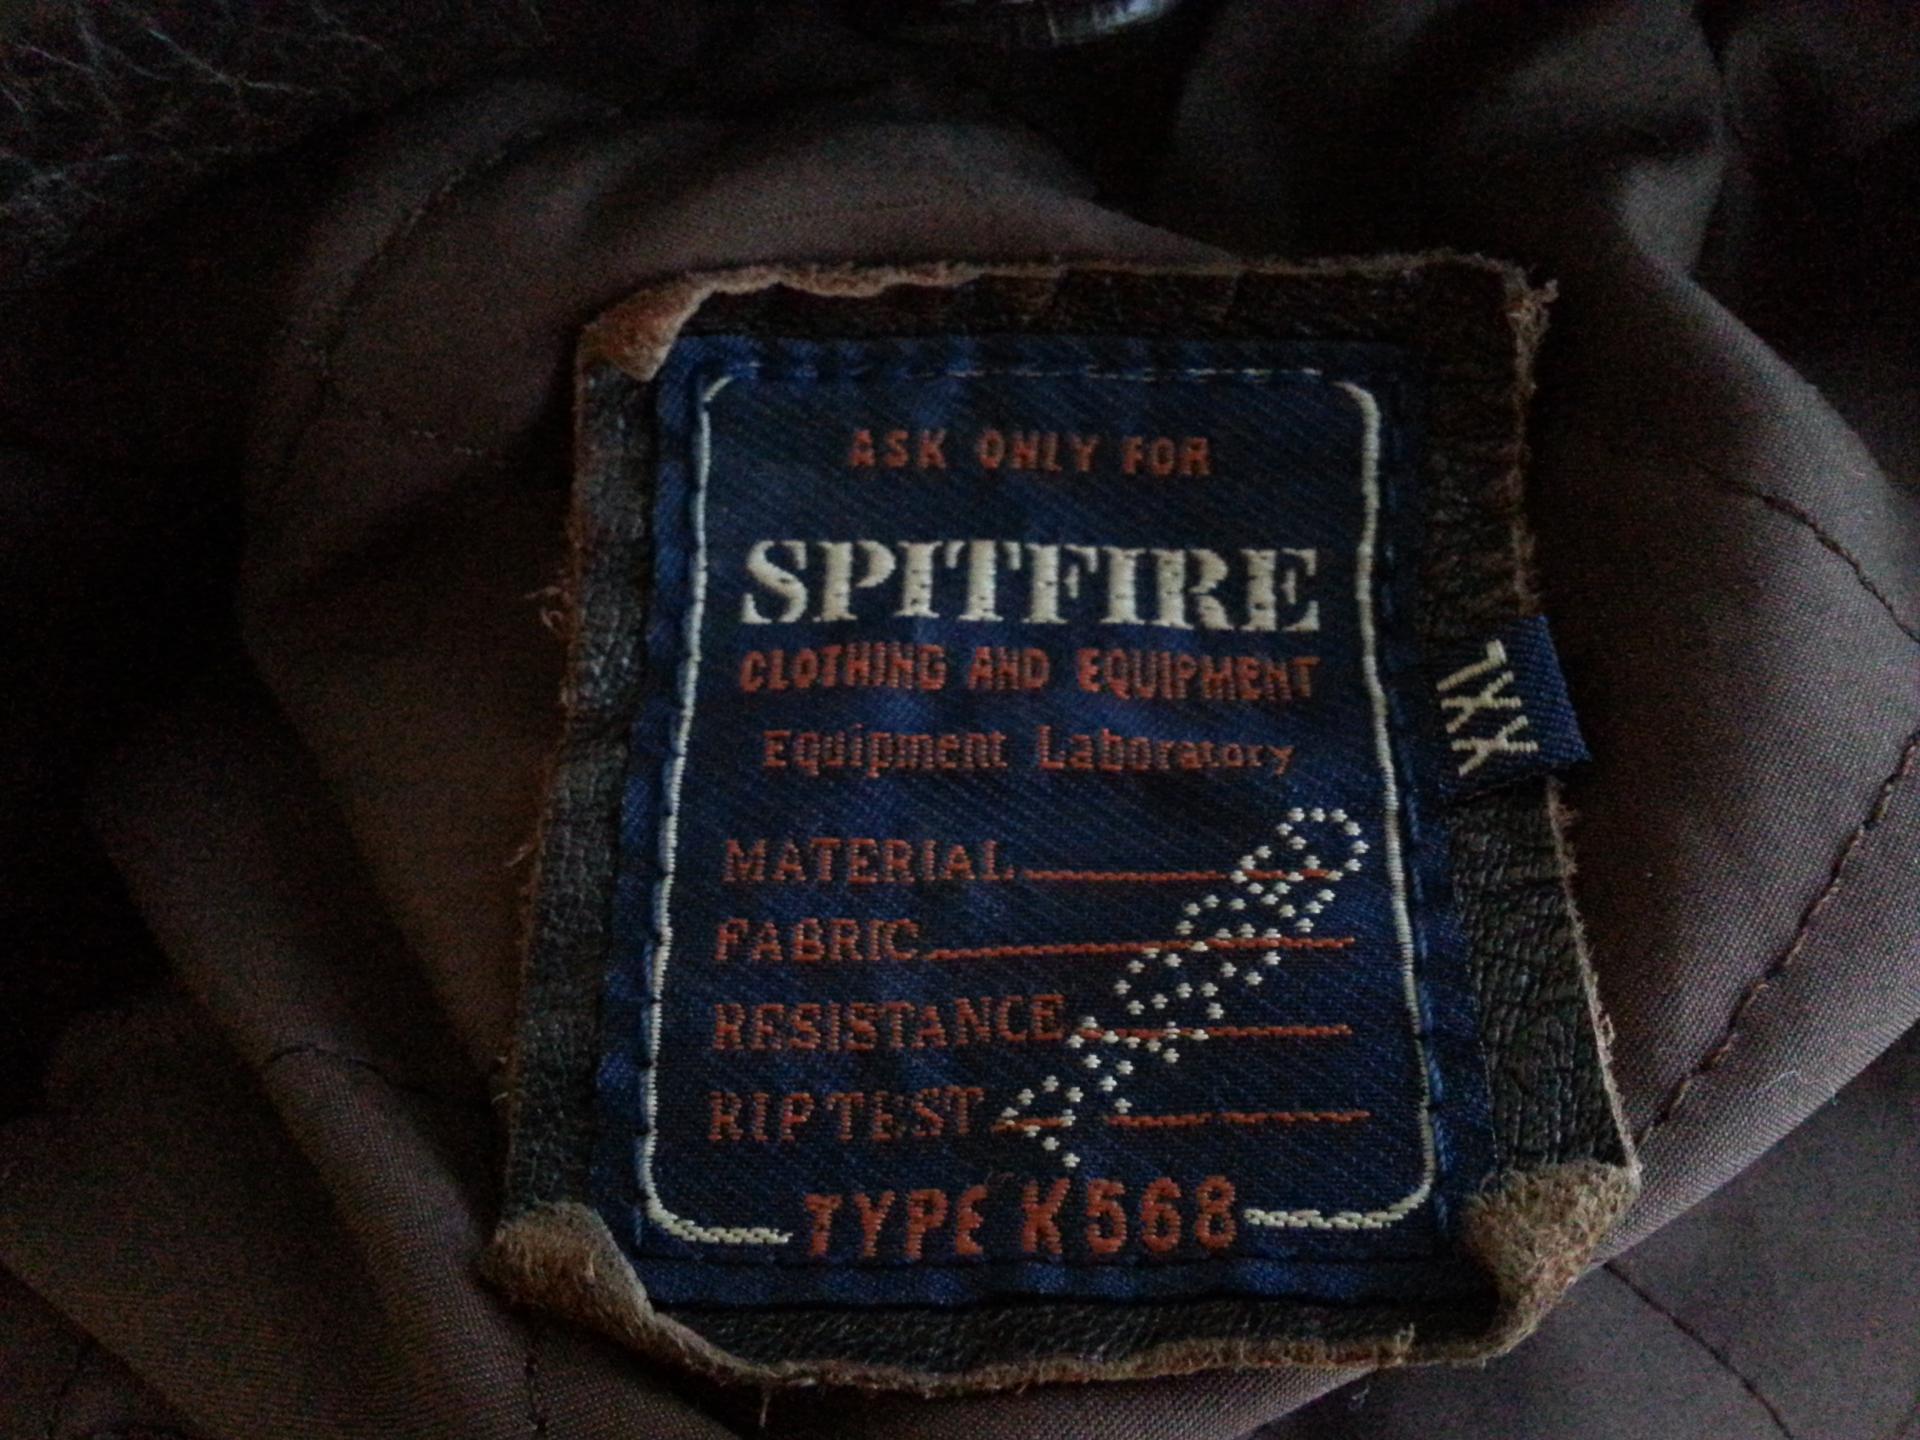 ASK ONLY FOR
SPITFIRE
CLOTHING AND EQUIPMENT
Equipment Laboratory
MATERIAL
FABRIC
RESISTANCE
RIPTEST
TYPE K568
XXL